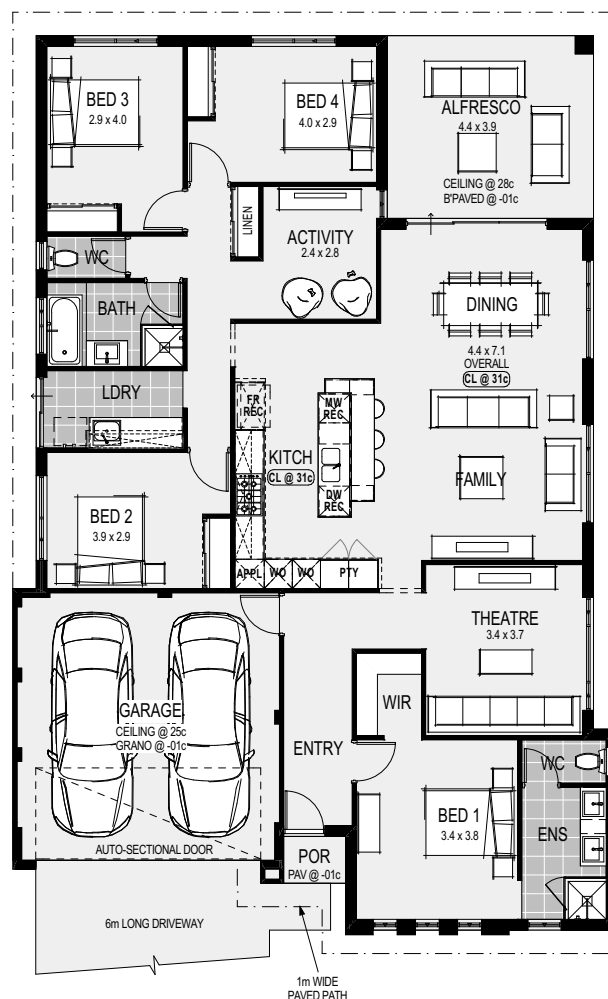 BED 3
2.9 x 4.0
BED 4
4.0 x 2.9
ALFRESCO
4.4 x 3.9
CEILING @ 28c
B'PAVED @ -01c
LINEN
ACTIVITY
2.4 x 2.8
WC
BATH
DINING
4.4 x 7.1
OVERALL
CL @ 31c
LDRY
FR
REC
MW
REC
KITCH
CL @ 31c
DW
REC
FAMILY
BED 2
3.9 x 2.9
APPL
WO
WO
PTY
THEATRE
3.4 x 3.7
GARAGE
CEILING @ 25c
GRANO @ -01c
WIR
ENTRY
WC
BED 1
3.4 x 3.8
ENS
AUTO-SECTIONAL DOOR
POR
PAV @ -01c
6m LONG DRIVEWAY
1m WIDE
PAVED PATH